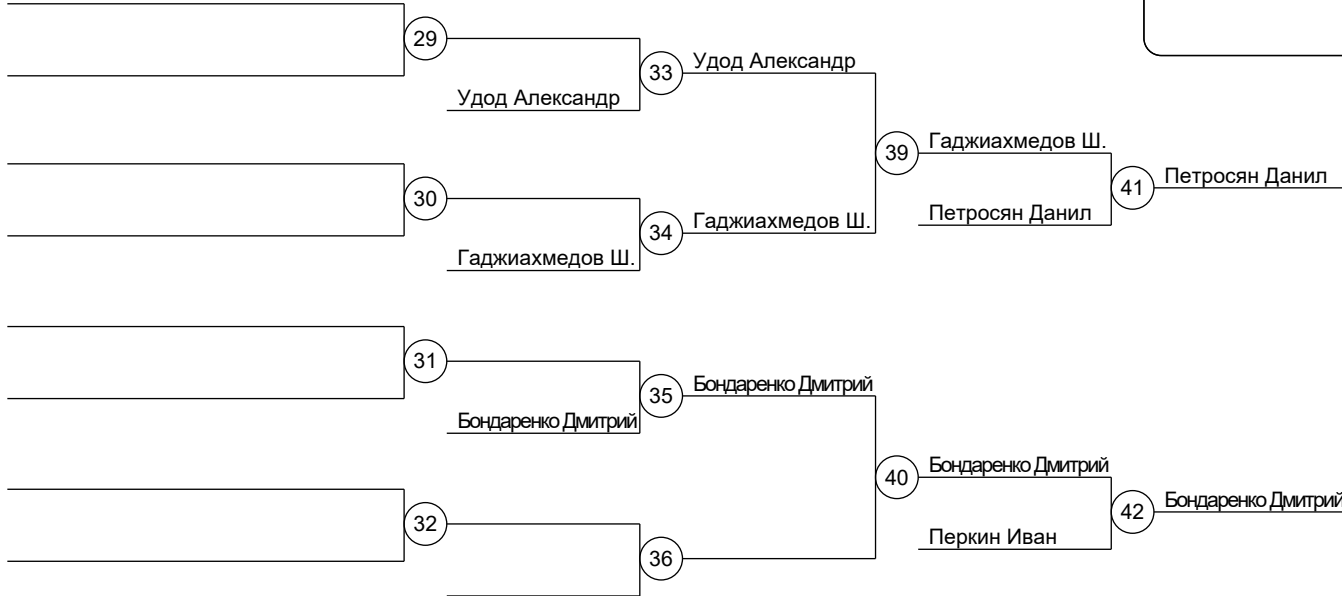 29
33
Удод Александр
Удод Александр
39
Гаджиахмедов Ш.
30
41
Петросян Данил
Петросян Данил
34
Гаджиахмедов Ш.
Гаджиахмедов Ш.
31
35
Бондаренко Дмитрий
Бондаренко Дмитрий
40
Бондаренко Дмитрий
32
42
Бондаренко Дмитрий
Перкин Иван
36